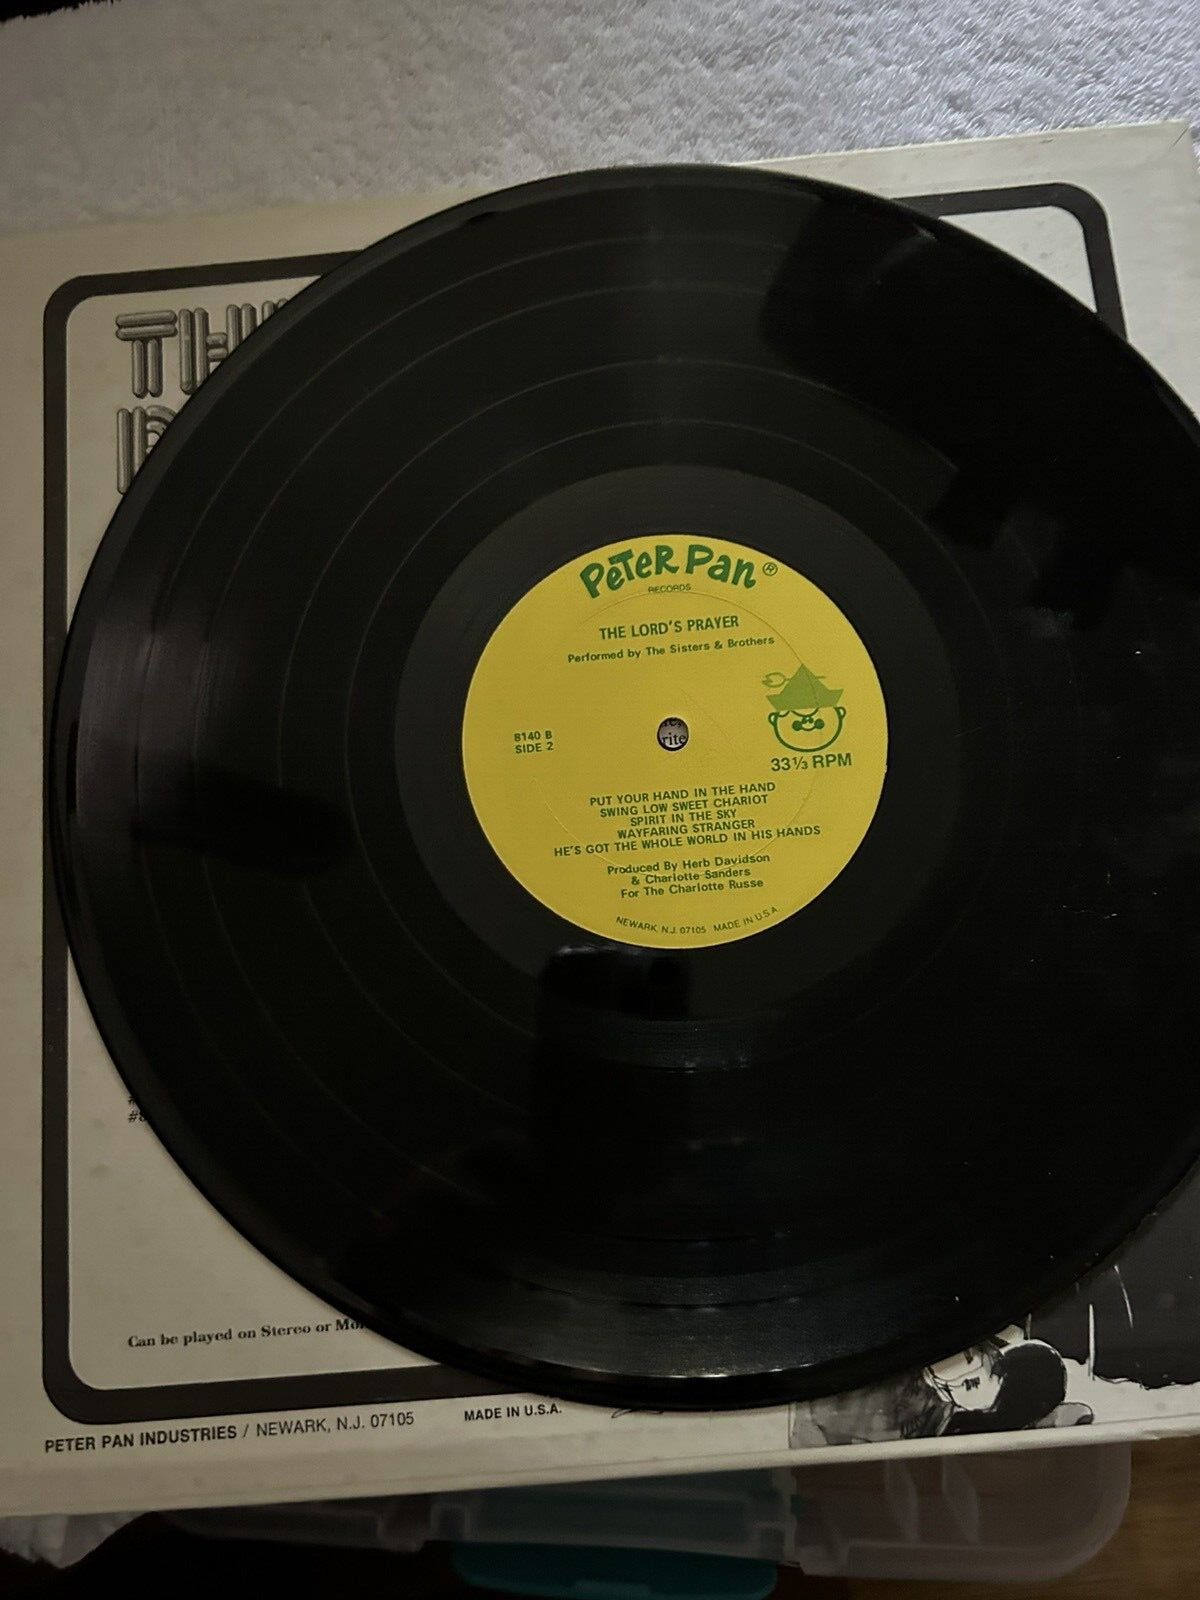 PETER PAN ®
RECORDS
THE LORD'S PRAYER
Performed by The Sisters & Brothers
8140 B
SIDE 2
33⅓ RPM
rite
PUT YOUR HAND IN THE HAND
SWING LOW SWEET CHARIOT
SPIRIT IN THE SKY
WAYFARING STRANGER
HE'S GOT THE WHOLE WORLD IN HIS HANDS
Produced By Herb Davidson
& Charlotte Sanders
For The Charlotte Russe
NEWARK, N.J. 07105 MADE IN U.S.A
Can be played on Stereo or
PETER PAN INDUSTRIES / NEWARK, N.J. 07105 MADE IN U.S.A.